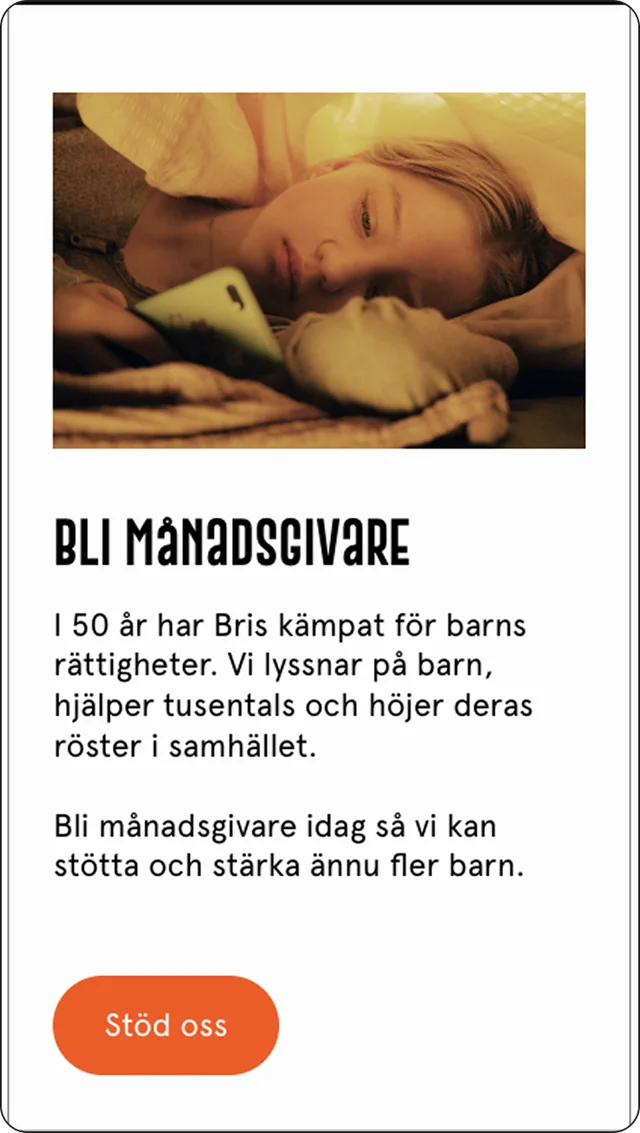 BLI MÅNADSGIVARE
I 50 år har Bris kämpat för barns
rättigheter. Vi lyssnar på barn,
hjälper tusentals och höjer deras
röster i samhället.
Bli månadsgivare idag så vi kan
stötta och stärka ännu fler barn.
Stöd oss